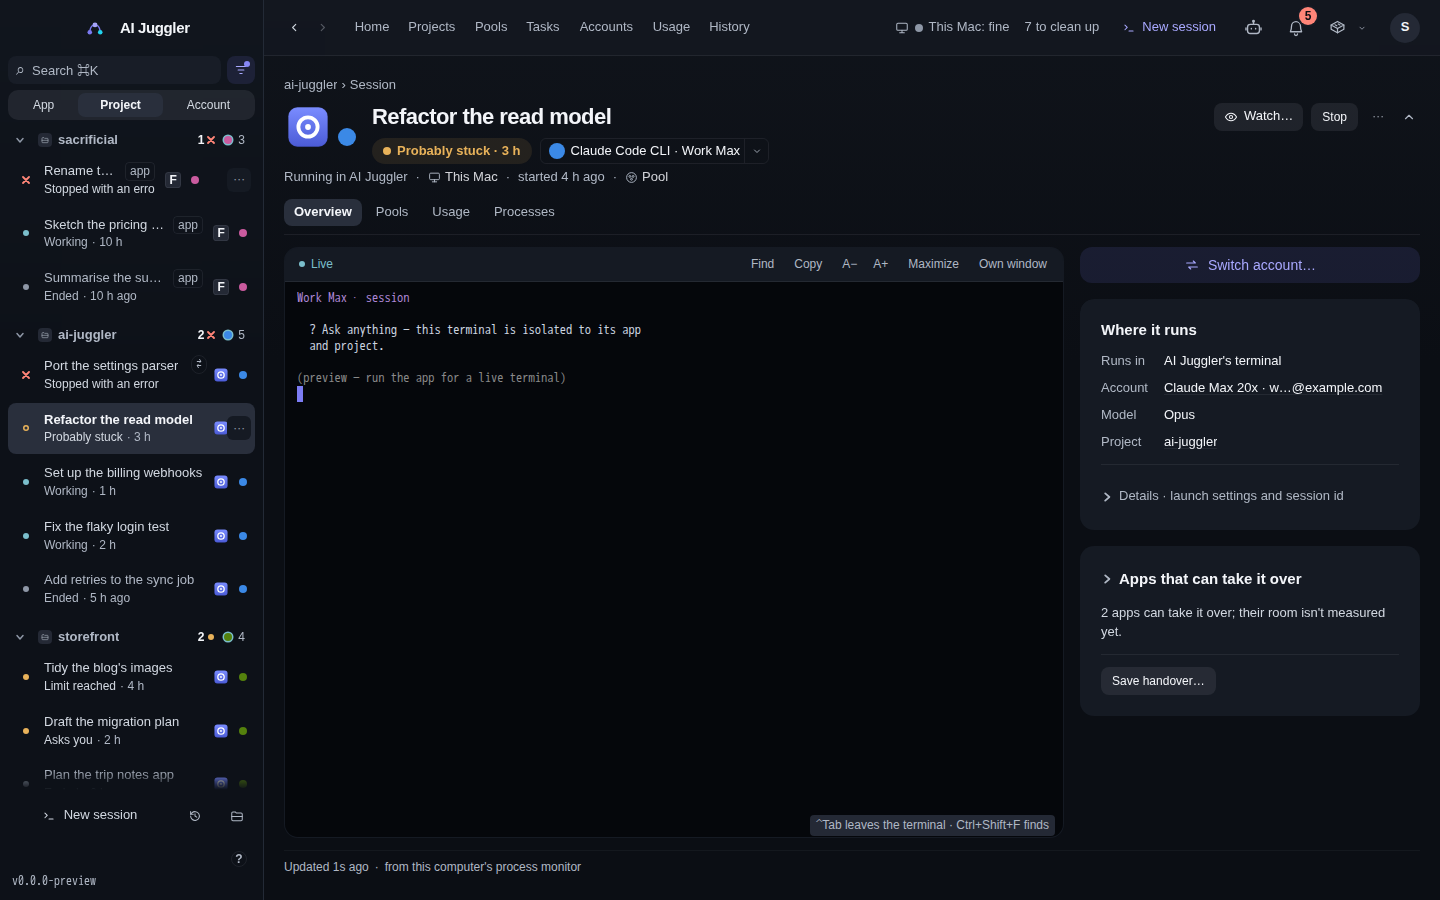 AI Juggler
Home Projects Pools Tasks Accounts Usage History
This Mac: fine 7 to clean up New session 5 S
Search ⌘K
App Project Account
sacrificial 1 3
Rename t… app F
Stopped with an erro
Sketch the pricing … app F
Working · 10 h
Summarise the su… app F
Ended · 10 h ago
ai-juggler 2 5
Port the settings parser
Stopped with an error
Refactor the read model
Probably stuck · 3 h
Set up the billing webhooks
Working · 1 h
Fix the flaky login test
Working · 2 h
Add retries to the sync job
Ended · 5 h ago
storefront 2 4
Tidy the blog's images
Limit reached · 4 h
Draft the migration plan
Asks you · 2 h
Plan the trip notes app
New session
?
v0.0.0-preview
ai-juggler › Session
Refactor the read model
Watch… Stop
Probably stuck · 3 h Claude Code CLI · Work Max
Running in AI Juggler · This Mac · started 4 h ago · Pool
Overview Pools Usage Processes
Live Find Copy A− A+ Maximize Own window
Work Max · session
? Ask anything — this terminal is isolated to its app
and project.
(preview — run the app for a live terminal)
^Tab leaves the terminal · Ctrl+Shift+F finds
Updated 1s ago · from this computer's process monitor
Switch account…
Where it runs
Runs in AI Juggler's terminal
Account Claude Max 20x · w…@example.com
Model Opus
Project ai-juggler
Details · launch settings and session id
Apps that can take it over
2 apps can take it over; their room isn't measured
yet.
Save handover…